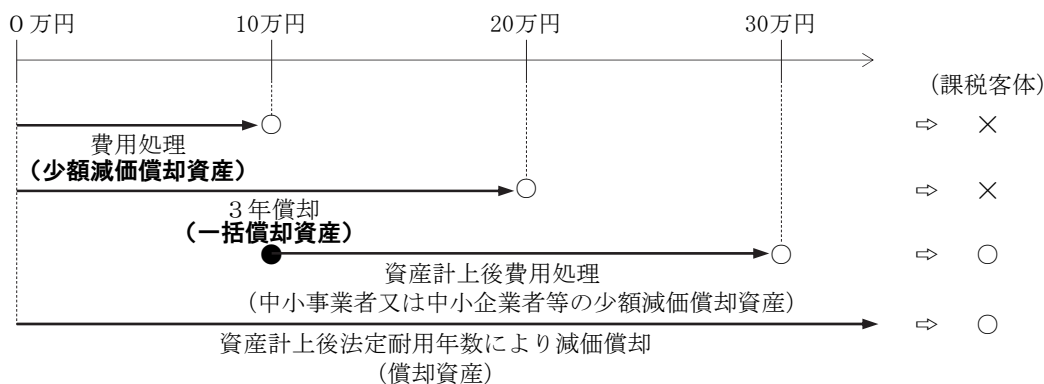 ０万円 10万円 20万円 30万円
（課税客体）
費用処理 ⇨ ×
（少額減価償却資産）
３年償却 ⇨ ×
（一括償却資産）
資産計上後費用処理 ⇨ ○
（中小事業者又は中小企業者等の少額減価償却資産）
資産計上後法定耐用年数により減価償却 ⇨ ○
（償却資産）